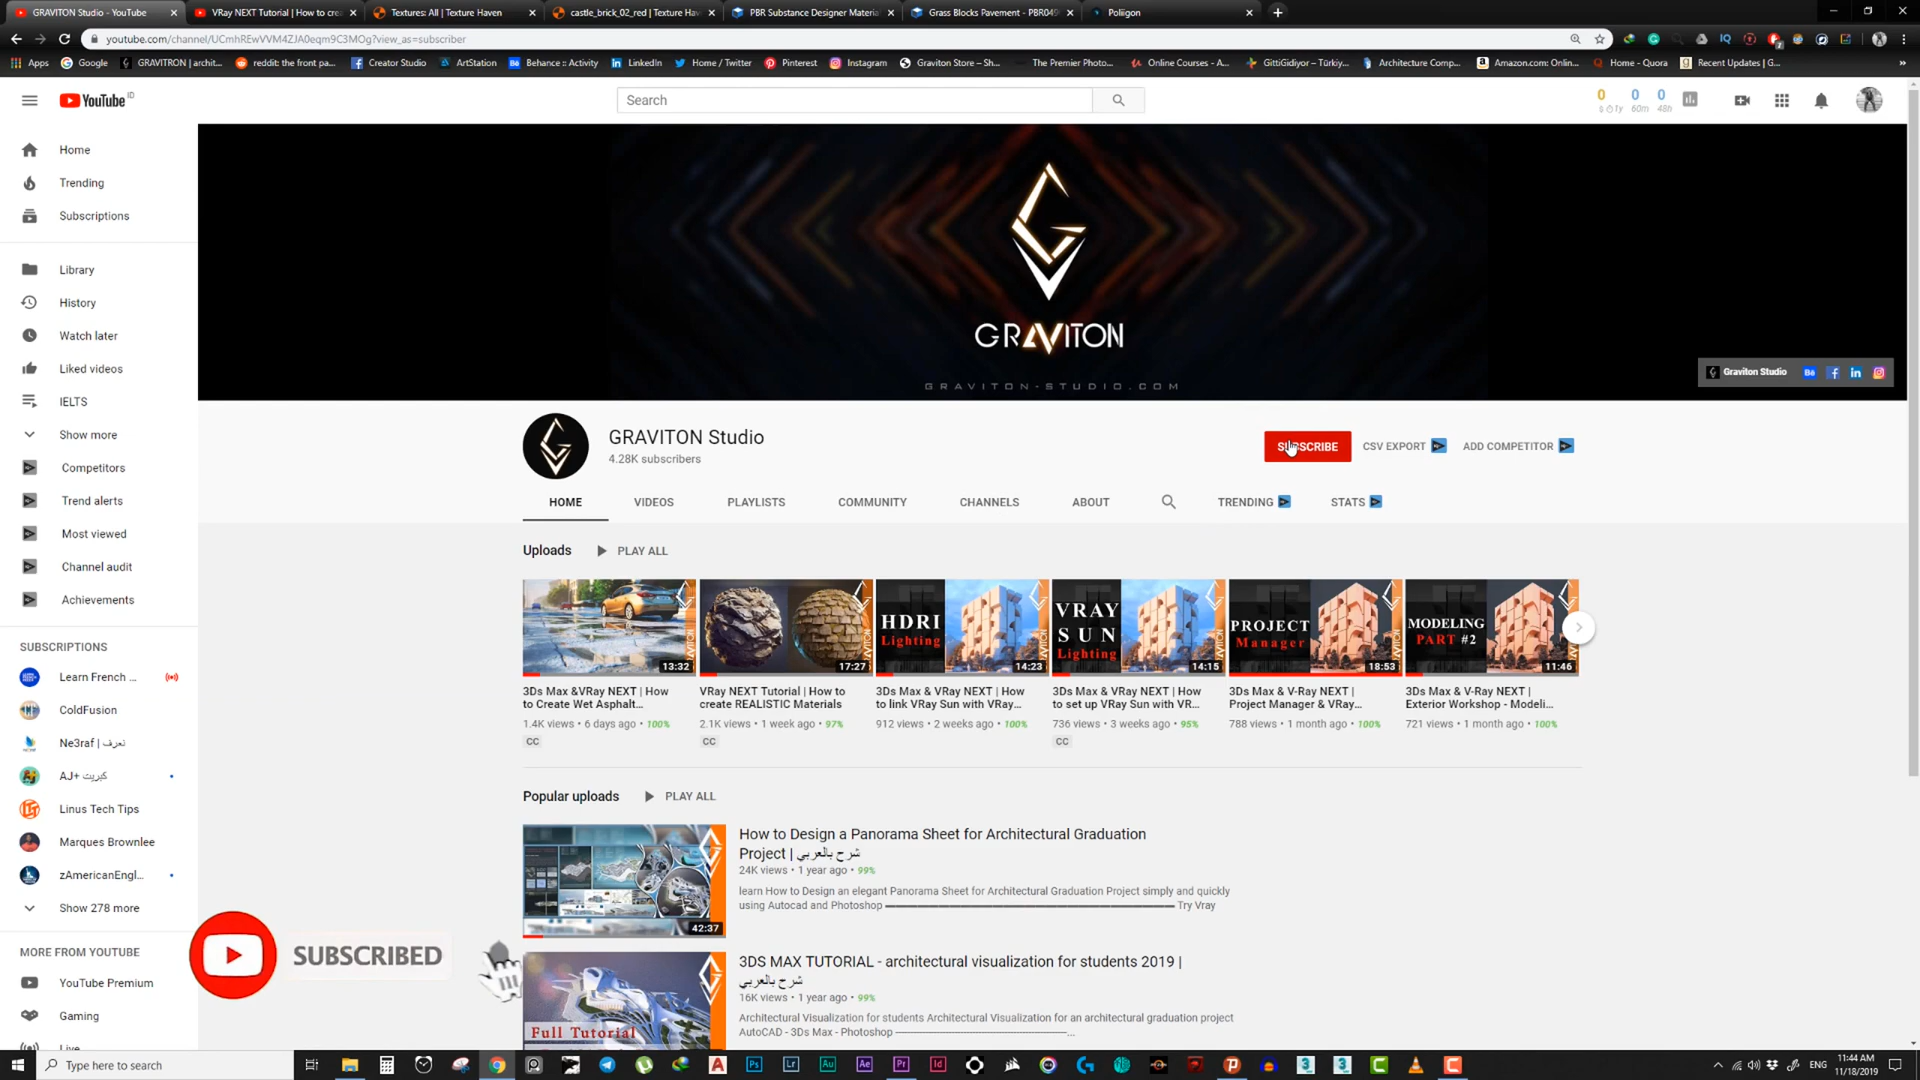 GRAVITON Studio - YouTube
VRay NEXT Tutorial | How to crea
Textures: All | Texture Haven
castle_brick_02_red | Texture Hav
PBR Substance Designer Materia
Grass Blocks Pavement - PBR049
Poliigon
youtube.com/channel/UCmhREwVVM4ZJA0eqm9C3MOg?view_as=subscriber
Apps
Google
GRAVITRON | archit...
reddit: the front pa...
Creator Studio
ArtStation
Behance :: Activity
LinkedIn
Home / Twitter
Pinterest
Instagram
Graviton Store – Sh...
The Premier Photo...
Online Courses - A...
GittiGidiyor – Türkiy...
Architecture Comp...
Amazon.com: Onlin...
Home - Quora
Recent Updates | G...
YouTube ID
Search
0 0 0
1y 60m 48h
Home
Trending
Subscriptions
Library
History
Watch later
Liked videos
IELTS
Show more
Competitors
Trend alerts
Most viewed
Channel audit
Achievements
SUBSCRIPTIONS
Learn French ...
ColdFusion
Ne3raf | نعرف
AJ+ كبريت
Linus Tech Tips
Marques Brownlee
zAmericanEngl...
Show 278 more
MORE FROM YOUTUBE
YouTube Premium
Gaming
Live
GRAVITON
GRAVITON-STUDIO.COM
Graviton Studio
GRAVITON Studio
4.28K subscribers
SUBSCRIBE
CSV EXPORT
ADD COMPETITOR
HOME
VIDEOS
PLAYLISTS
COMMUNITY
CHANNELS
ABOUT
TRENDING
STATS
Uploads
PLAY ALL
13:32
3Ds Max &VRay NEXT | How
to Create Wet Asphalt...
1.4K views • 6 days ago • 100%
CC
17:27
VRay NEXT Tutorial | How to
create REALISTIC Materials
2.1K views • 1 week ago • 97%
CC
HDRI
Lighting
14:23
3Ds Max & VRay NEXT | How
to link VRay Sun with VRay...
912 views • 2 weeks ago • 100%
VRAY
SUN
Lighting
14:15
3Ds Max & VRay NEXT | How
to set up VRay Sun with VR...
736 views • 3 weeks ago • 95%
CC
PROJECT
Manager
18:53
3Ds Max & V-Ray NEXT |
Project Manager & VRay...
788 views • 1 month ago • 100%
MODELING
PART #2
11:46
3Ds Max & V-Ray NEXT |
Exterior Workshop - Modeli...
721 views • 1 month ago • 100%
Popular uploads
PLAY ALL
42:37
How to Design a Panorama Sheet for Architectural Graduation
Project | شرح بالعربي
24K views • 1 year ago • 99%
learn How to Design an elegant Panorama Sheet for Architectural Graduation Project simply and quickly
using Autocad and Photoshop ▬▬▬▬▬▬▬▬▬▬ Try Vray
Full Tutorial
3DS MAX TUTORIAL - architectural visualization for students 2019 |
شرح بالعربي
16K views • 1 year ago • 99%
Architectural Visualization for students Architectural Visualization for an architectural graduation project
AutoCAD - 3Ds Max - Photoshop ----------...
SUBSCRIBED
Type here to search
ENG
11:44 AM
11/18/2019